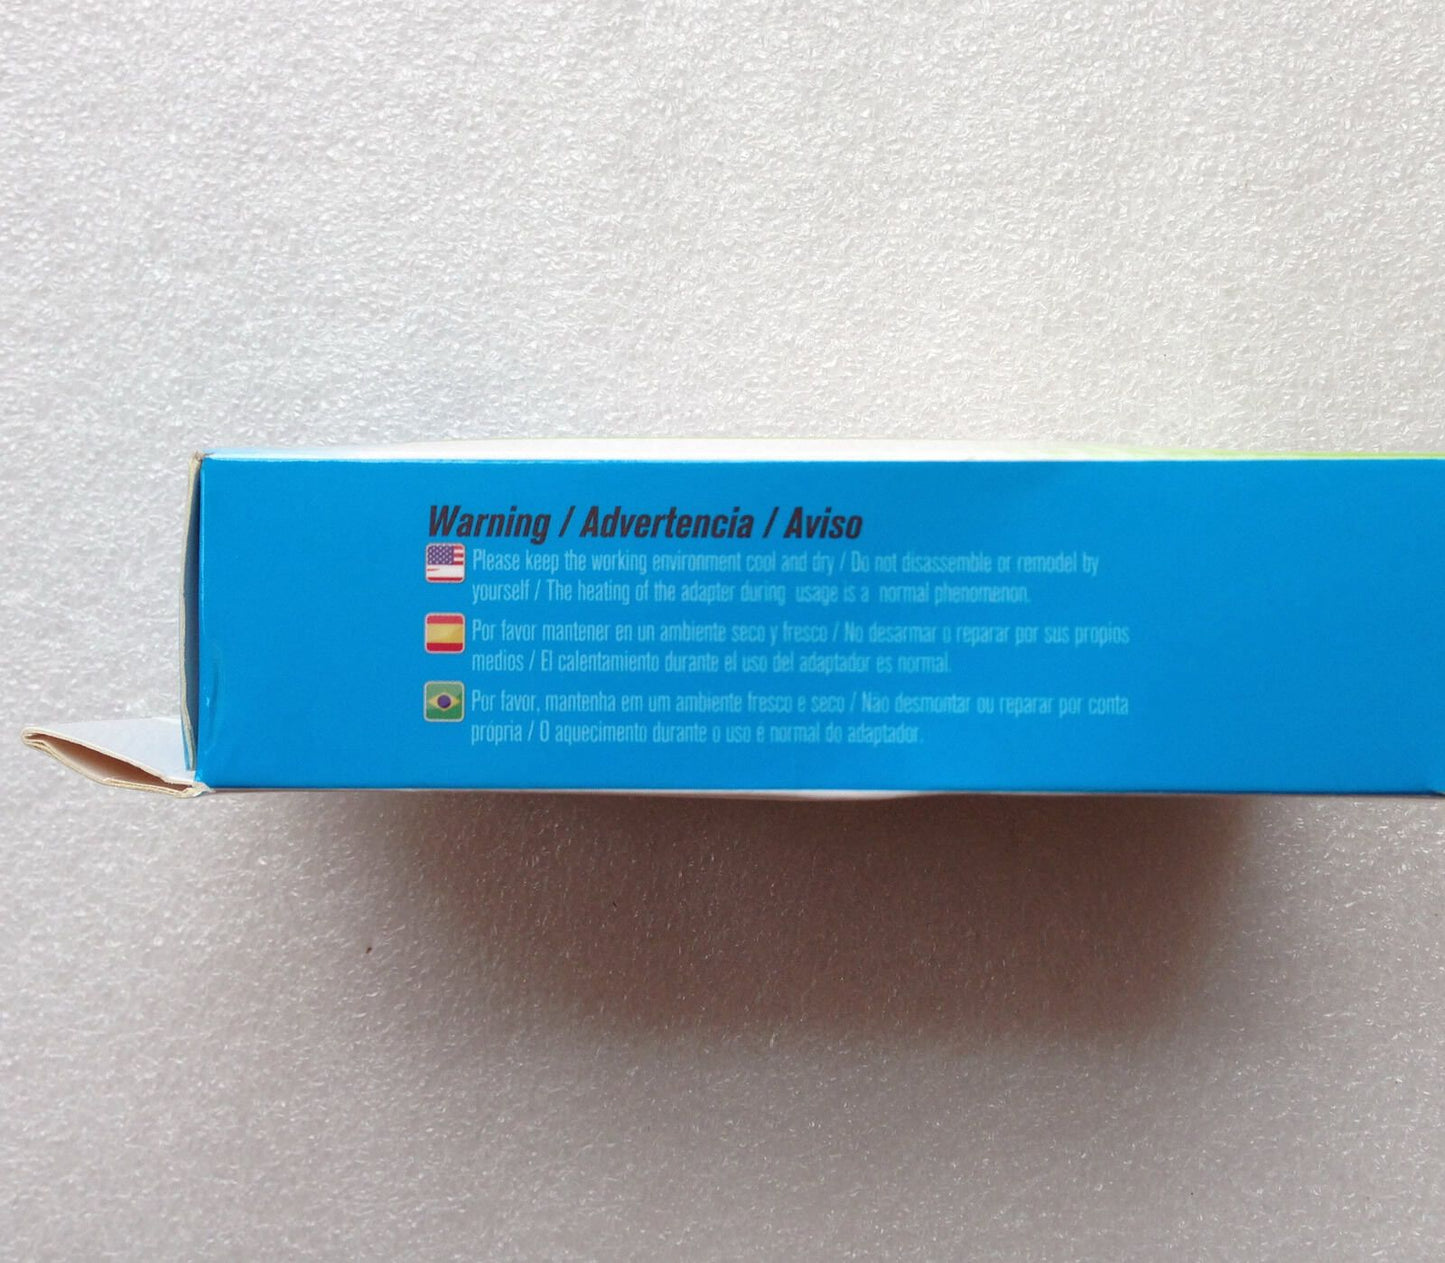 Warning / Advertencia / Aviso
Please keep the working environment cool and dry / Do not disassemble or remodel by
yourself / The heating of the adapter during usage is a normal phenomenon.
Por favor mantener en un ambiente seco y fresco / No desarmar o reparar por sus propios
medios / El calentamiento durante el uso del adaptador es normal.
Por favor, mantenha em um ambiente fresco e seco / Não desmontar ou reparar por conta
própria / O aquecimento durante o uso é normal do adaptador.